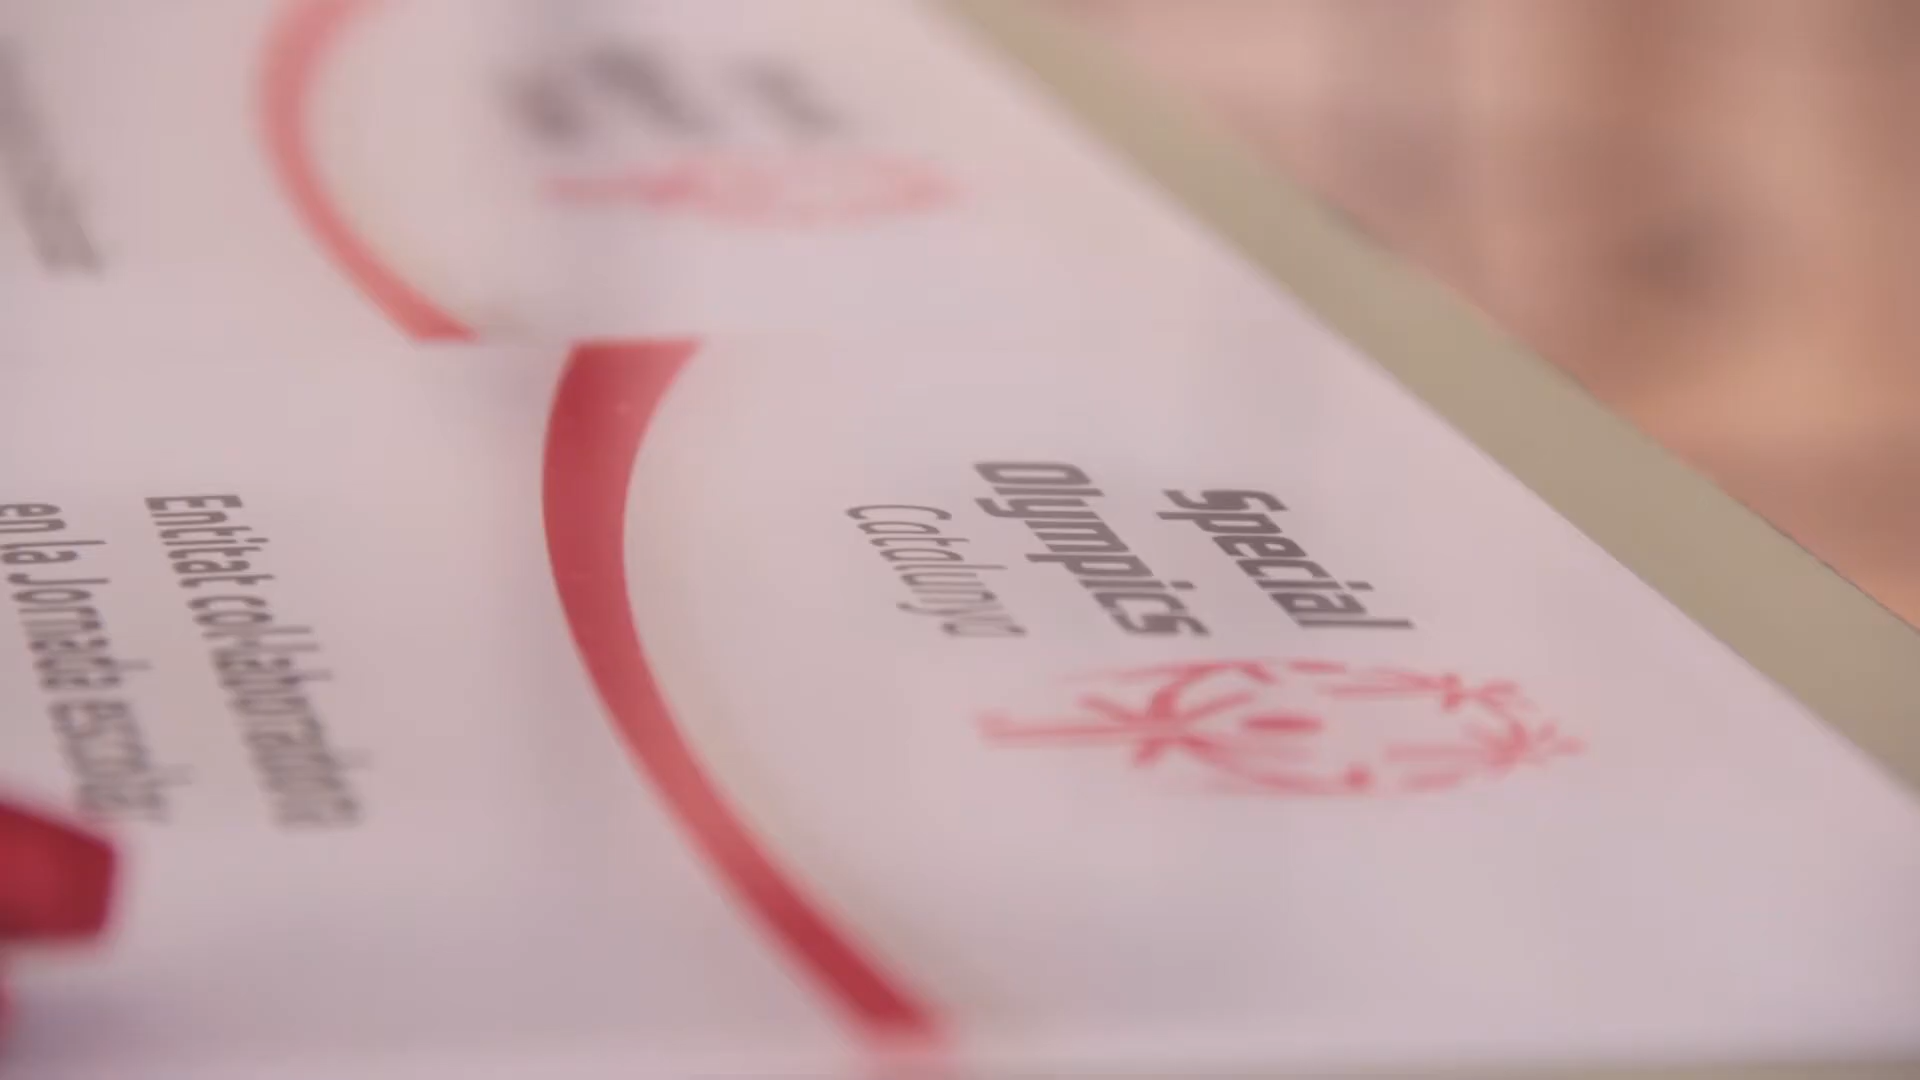 Special
Olympics
Catalunya
Entitat col·laboradora
en la Jornada escolar